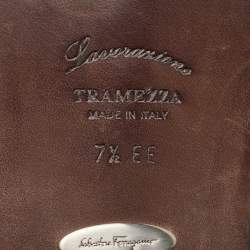 Lavorazione
TRAMEZZA
MADE IN ITALY
7½ EE
Salvatore Ferragamo